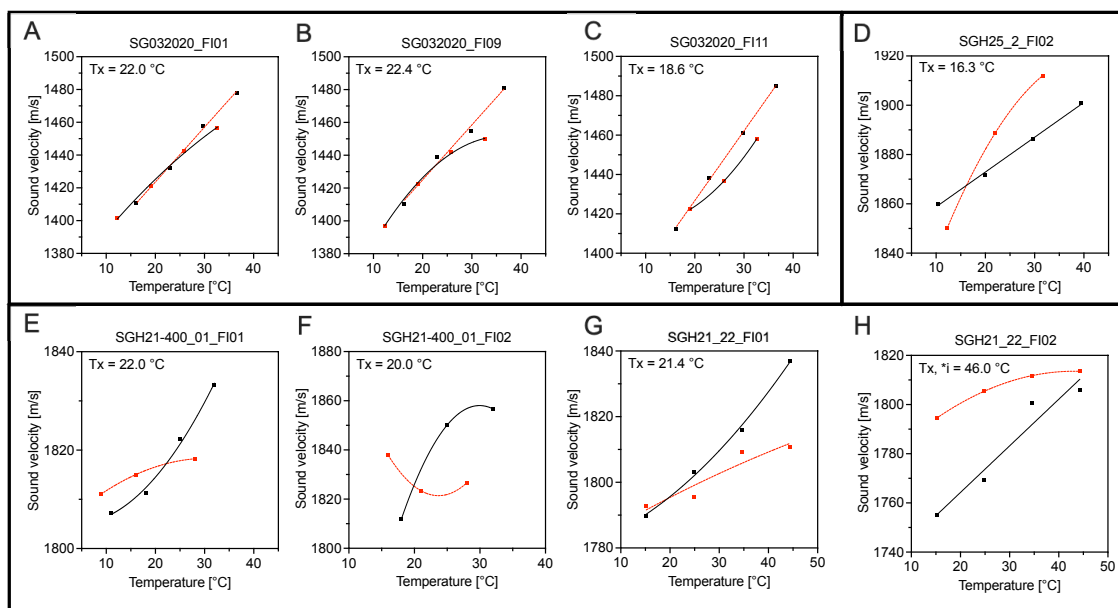 A
SG032020_FI01
Tx = 22.0 °C
Sound velocity [m/s]
1500
1480
1460
1440
1420
1400
1380
10 20 30 40
Temperature [°C]
B
SG032020_FI09
Tx = 22.4 °C
Sound velocity [m/s]
1500
1480
1460
1440
1420
1400
1380
10 20 30 40
Temperature [°C]
C
SG032020_FI11
Tx = 18.6 °C
Sound velocity [m/s]
1500
1480
1460
1440
1420
1400
10 20 30 40
Temperature [°C]
D
SGH25_2_FI02
Tx = 16.3 °C
Sound velocity [m/s]
1920
1900
1880
1860
1840
10 20 30 40
Temperature [°C]
E
SGH21-400_01_FI01
Tx = 22.0 °C
Sound velocity [m/s]
1840
1820
1800
10 20 30 40
Temperature [°C]
F
SGH21-400_01_FI02
Tx = 20.0 °C
Sound velocity [m/s]
1880
1860
1840
1820
1800
10 20 30 40
Temperature [°C]
G
SGH21_22_FI01
Tx = 21.4 °C
Sound velocity [m/s]
1840
1820
1800
1780
10 20 30 40 50
Temperature [°C]
H
SGH21_22_FI02
Tx, *i = 46.0 °C
Sound velocity [m/s]
1820
1800
1780
1760
1740
10 20 30 40 50
Temperature [°C]